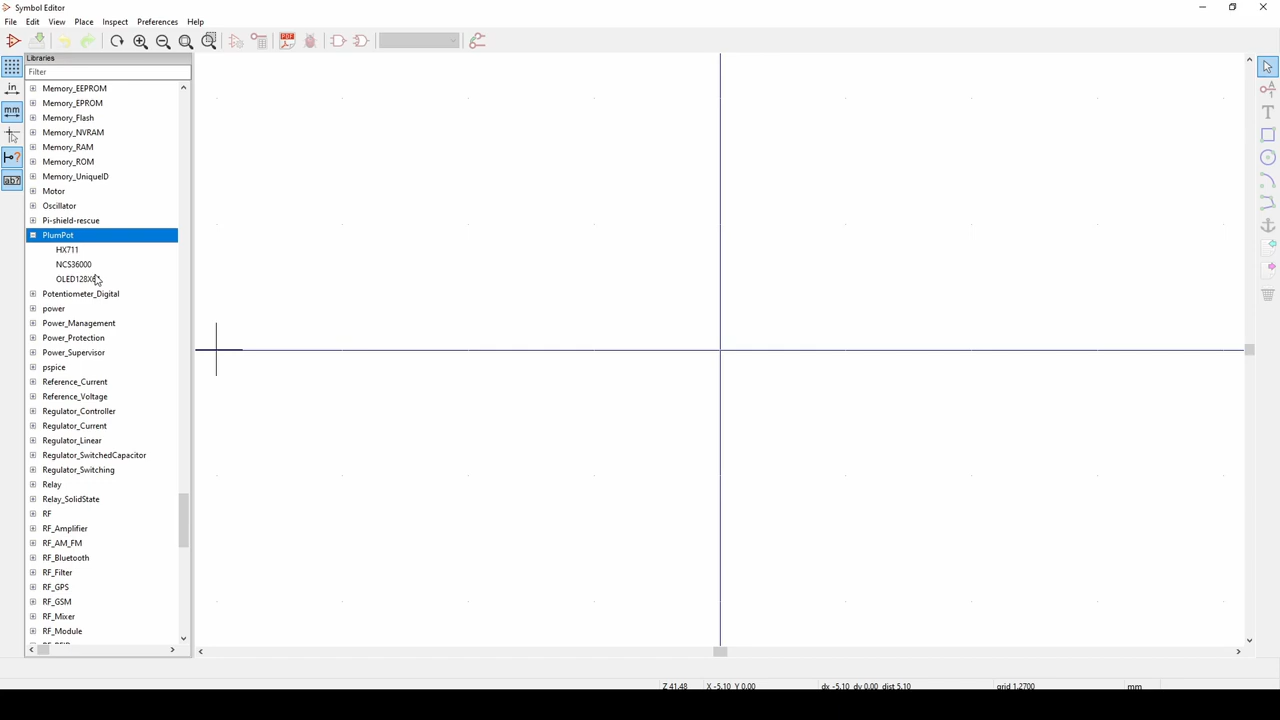 Symbol Editor
File Edit View Place Inspect Preferences Help
Libraries
Filter
in
mm
ab?
Memory_EEPROM
Memory_EPROM
Memory_Flash
Memory_NVRAM
Memory_RAM
Memory_ROM
Memory_UniqueID
Motor
Oscillator
Pi-shield-rescue
PlumPot
HX711
NCS36000
Potentiometer_Digital
power
Power_Management
Power_Protection
Power_Supervisor
pspice
Reference_Current
Reference_Voltage
Regulator_Controller
Regulator_Current
Regulator_Linear
Regulator_SwitchedCapacitor
Regulator_Switching
Relay
Relay_SolidState
RF
RF_Amplifier
RF_AM_FM
RF_Bluetooth
RF_Filter
RF_GPS
RF_GSM
RF_Mixer
RF_Module
Z 41.48 X -5.10 Y 0.00 dx -5.10 dy 0.00 dist 5.10 grid 1.2700 mm